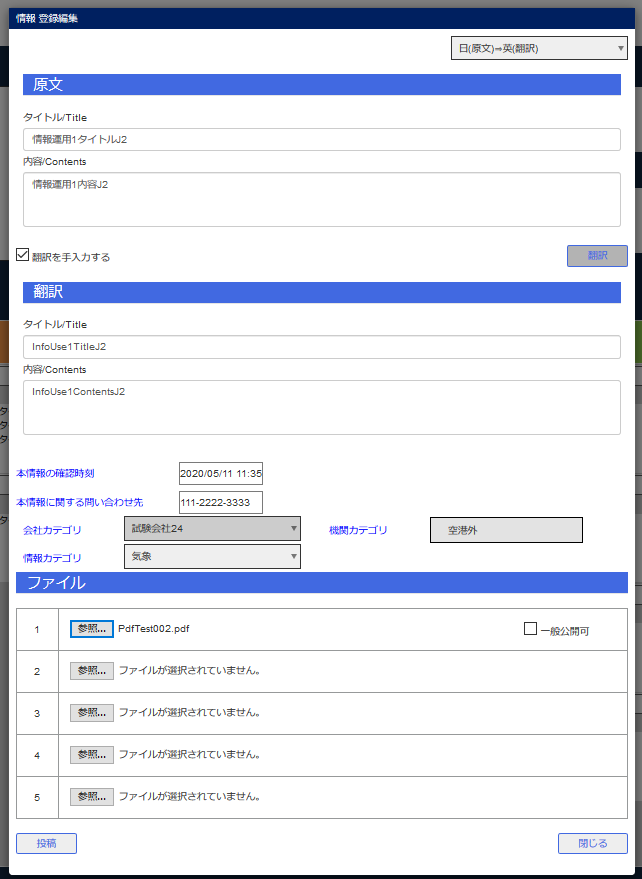 情報 登録編集
日(原文)⇒英(翻訳)
原文
タイトル/Title
情報運用1タイトルJ2
内容/Contents
情報運用1内容J2
翻訳を手入力する
翻訳
翻訳
タイトル/Title
InfoUse1TitleJ2
内容/Contents
InfoUse1ContentsJ2
本情報の確認時刻
2020/05/11 11:35
本情報に関する問い合わせ先
111-2222-3333
会社カテゴリ
試験会社24
機関カテゴリ
空港外
情報カテゴリ
気象
ファイル
1 参照... PdfTest002.pdf 一般公開可
2 参照... ファイルが選択されていません。
3 参照... ファイルが選択されていません。
4 参照... ファイルが選択されていません。
5 参照... ファイルが選択されていません。
投稿
閉じる